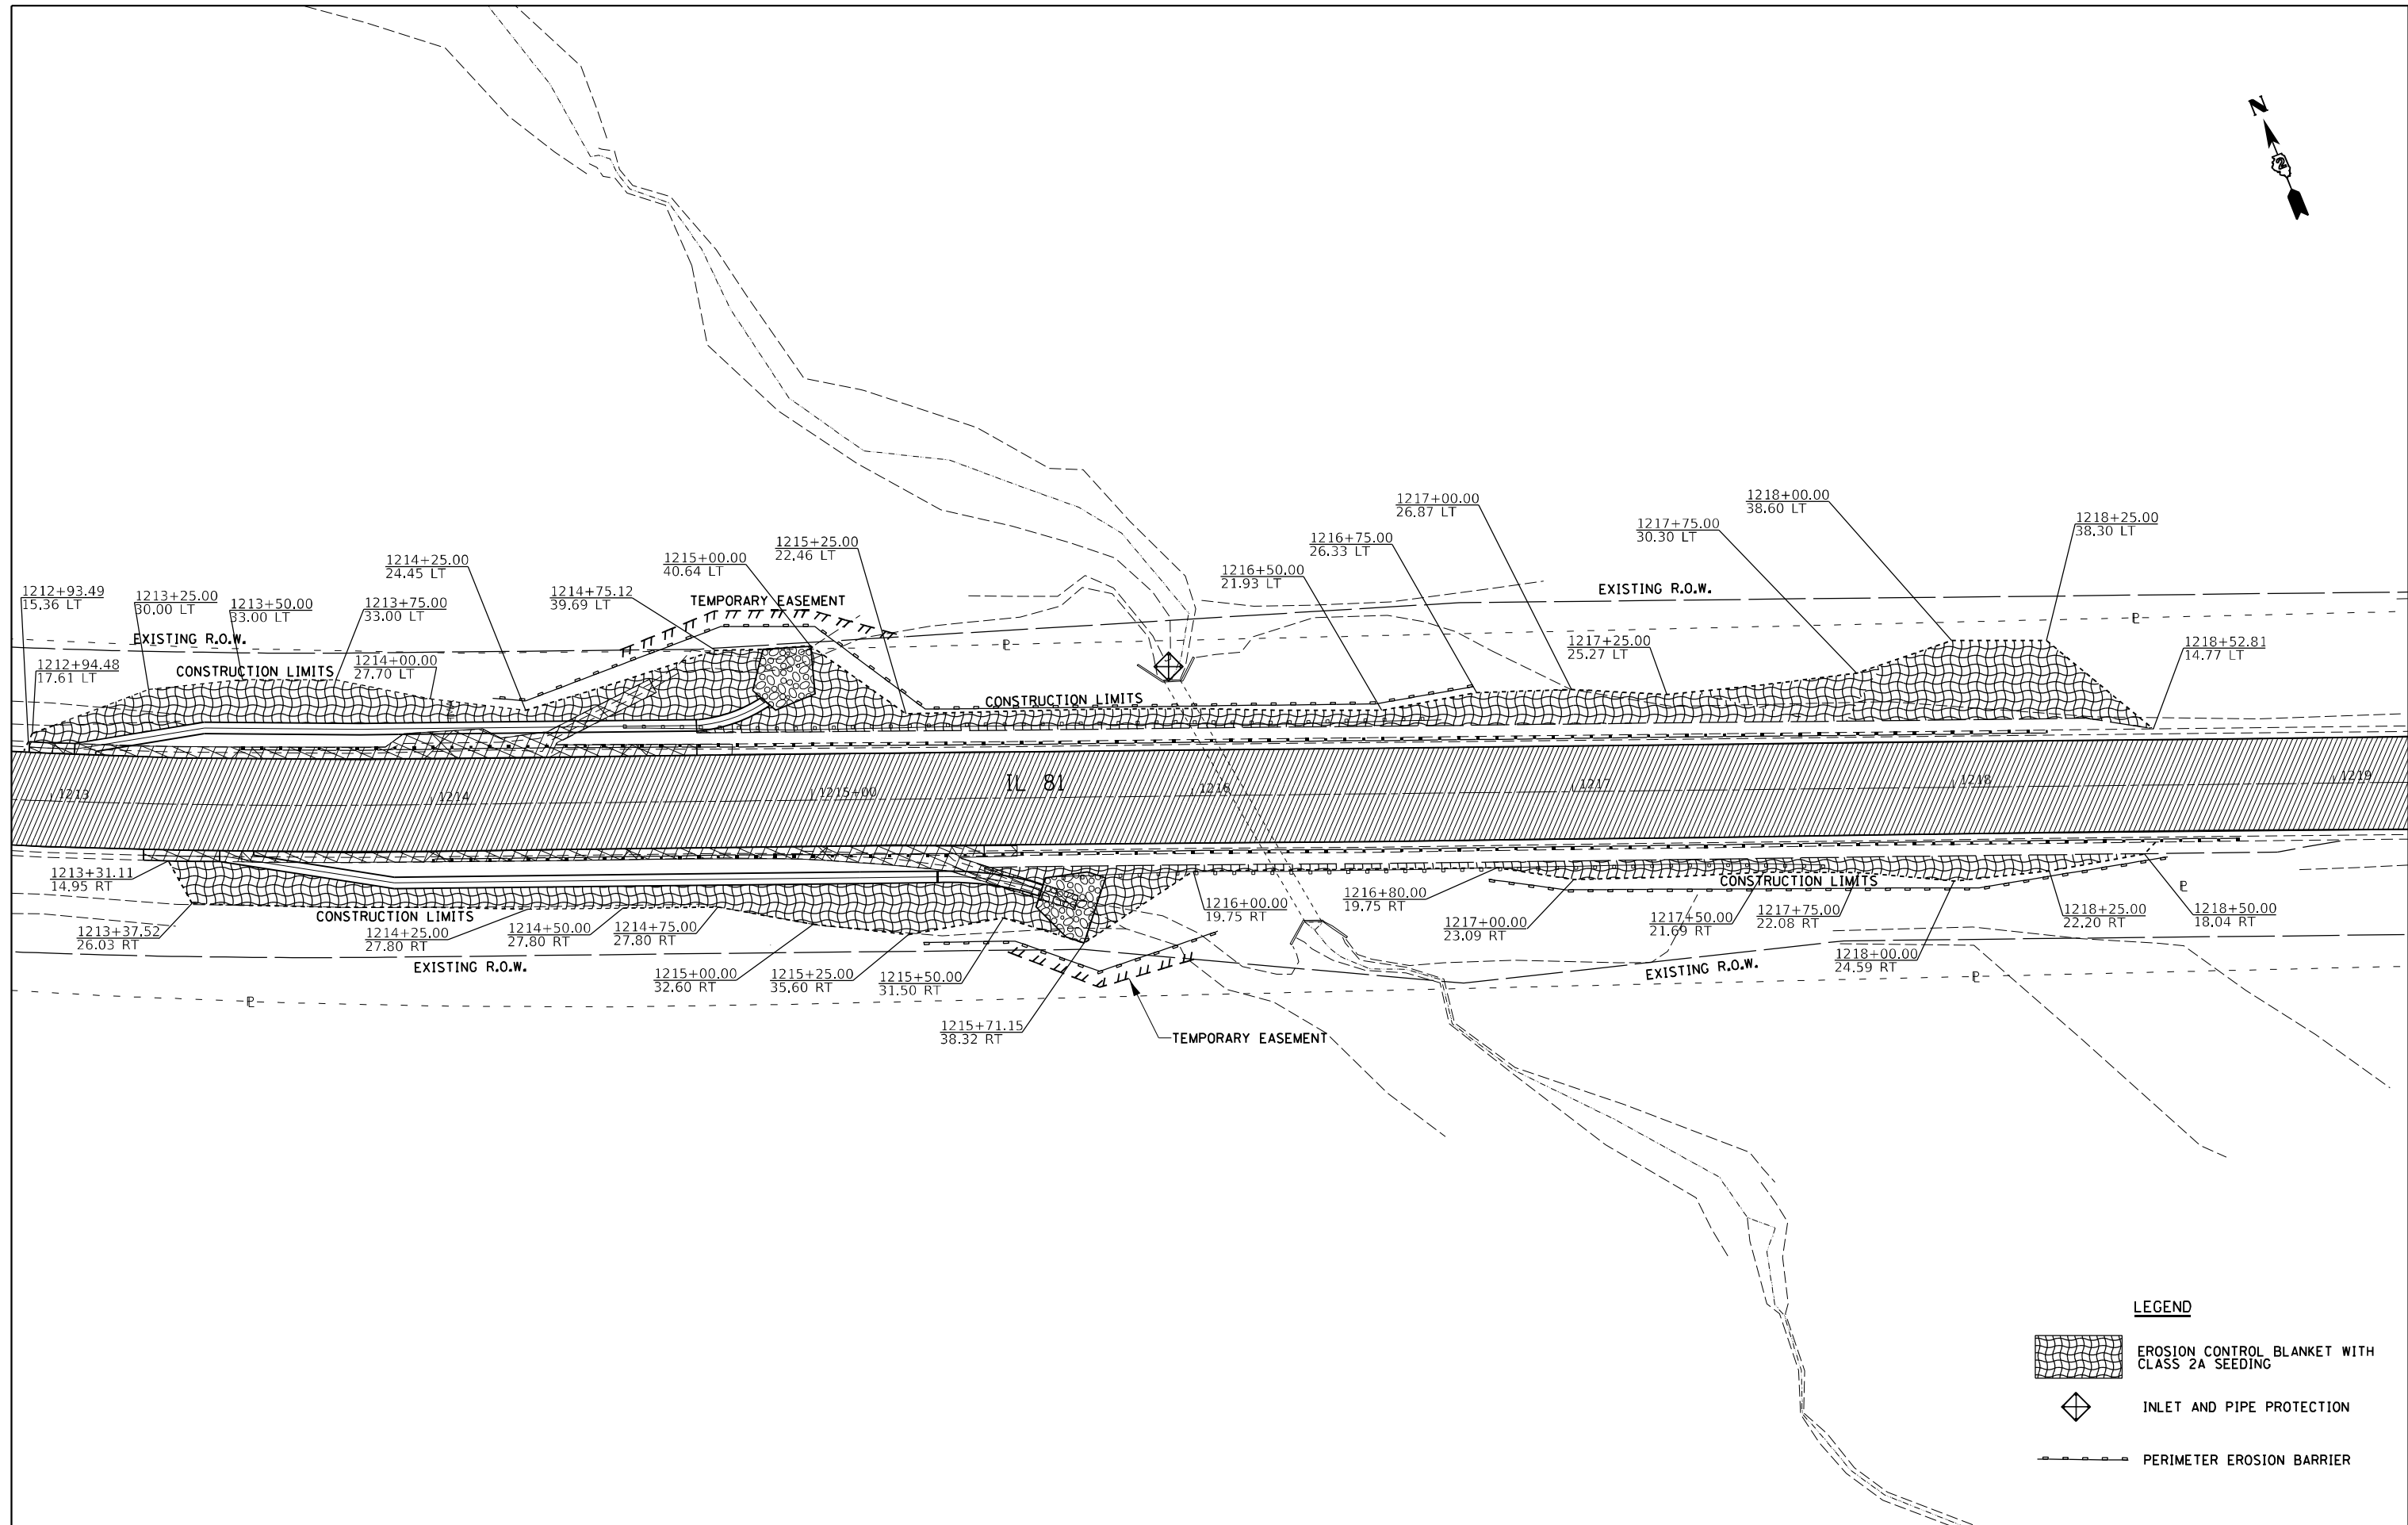 N
2
1217+00.00
26.87 LT
1218+00.00
38.60 LT
1217+75.00
30.30 LT
1218+25.00
38.30 LT
1216+75.00
26.33 LT
1215+25.00
22.46 LT
1215+00.00
40.64 LT
1214+25.00
24.45 LT
1216+50.00
21.93 LT
1214+75.12
39.69 LT
1212+93.49
15.36 LT
1213+25.00
30.00 LT
1213+50.00
33.00 LT
1213+75.00
33.00 LT
TEMPORARY EASEMENT
EXISTING R.O.W.
EXISTING R.O.W.
1217+25.00
25.27 LT
1218+52.81
14.77 LT
1212+94.48
17.61 LT
CONSTRUCTION LIMITS
1214+00.00
27.70 LT
CONSTRUCTION LIMITS
PL
PL
IL 81
1213
1214
1215+00
1216
1217
1218
1219
1213+31.11
14.95 RT
CONSTRUCTION LIMITS
PL
1216+80.00
19.75 RT
1216+00.00
19.75 RT
CONSTRUCTION LIMITS
1217+00.00
23.09 RT
1217+50.00
21.69 RT
1217+75.00
22.08 RT
1218+25.00
22.20 RT
1218+50.00
18.04 RT
1213+37.52
26.03 RT
1214+25.00
27.80 RT
1214+50.00
27.80 RT
1214+75.00
27.80 RT
1218+00.00
24.59 RT
EXISTING R.O.W.
EXISTING R.O.W.
1215+00.00
32.60 RT
1215+25.00
35.60 RT
1215+50.00
31.50 RT
PL
PL
1215+71.15
38.32 RT
TEMPORARY EASEMENT
LEGEND
EROSION CONTROL BLANKET WITH
CLASS 2A SEEDING
INLET AND PIPE PROTECTION
PERIMETER EROSION BARRIER